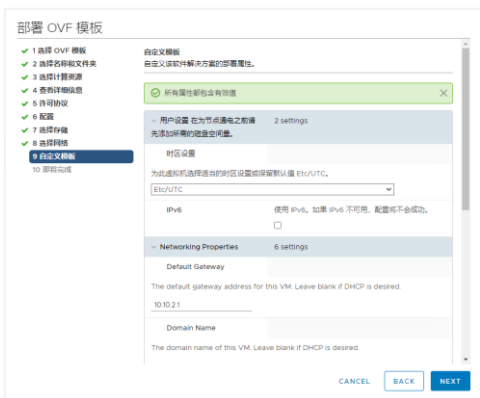 部署 OVF 模板
1 选择 OVF 模板
2 选择名称和文件夹
3 选择计算资源
4 查看详细信息
5 许可协议
6 配置
7 选择存储
8 选择网络
9 自定义模板
10 即将完成
自定义模板
自定义该软件解决方案的部署属性。
所有属性都包含有效值
用户设置 在为节点通电之前请 2 settings
先添加所需的磁盘空间量。
时区设置
为此虚拟机选择适当的时区设置或保留默认值 Etc/UTC。
Etc/UTC
IPv6 使用 IPv6。如果 IPv6 不可用，配置将不会成功。
Networking Properties 6 settings
Default Gateway
The default gateway address for this VM. Leave blank if DHCP is desired.
10.10.2.1
Domain Name
The domain name of this VM. Leave blank if DHCP is desired.
CANCEL BACK NEXT